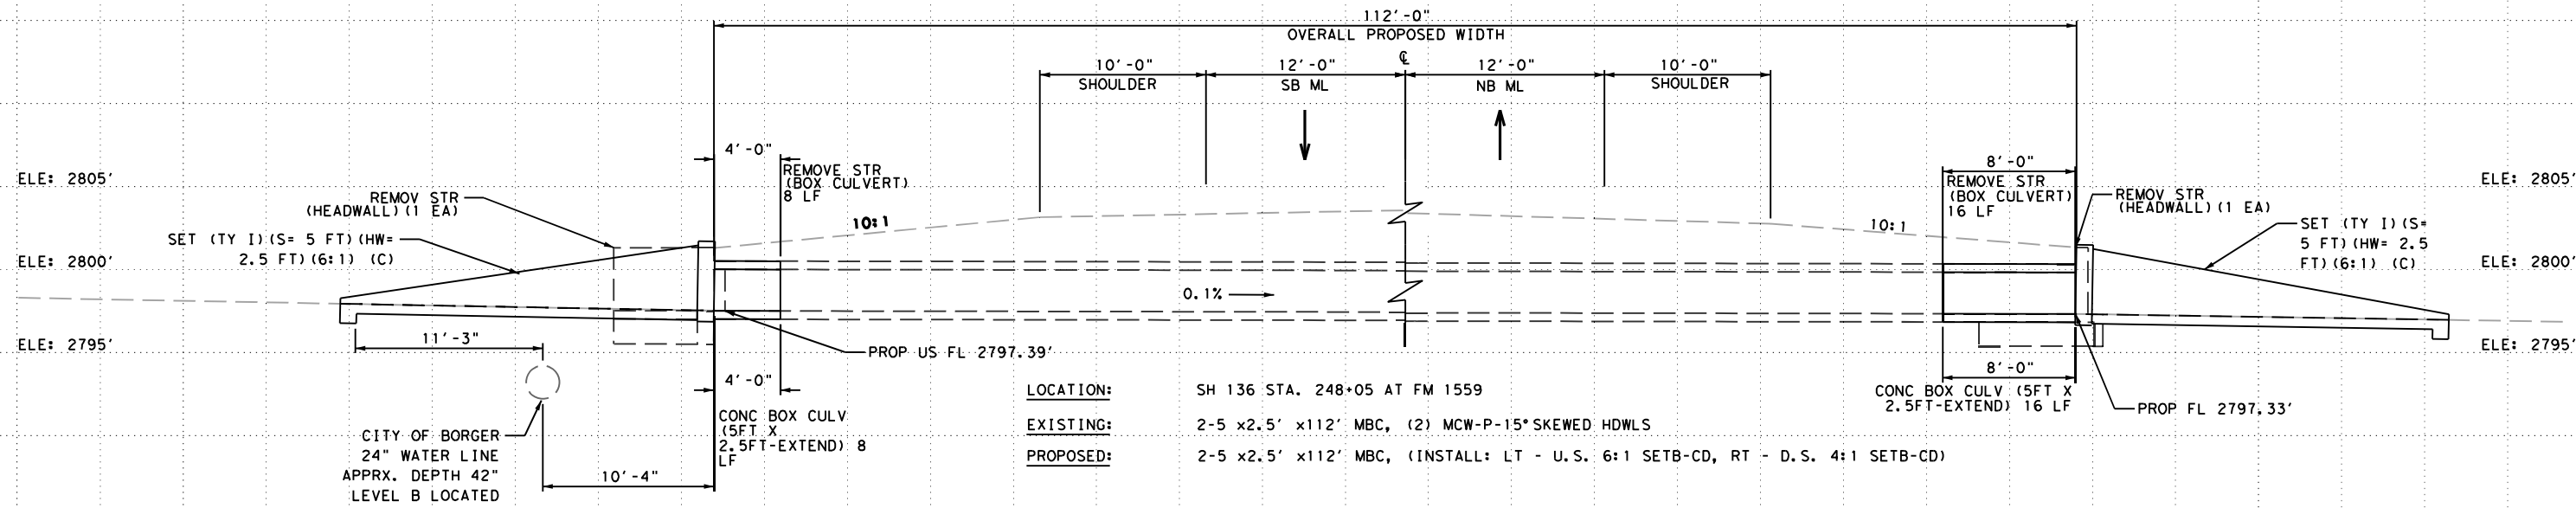 112'-0"
OVERALL PROPOSED WIDTH
℄
10'-0"
SHOULDER
12'-0"
SB ML
12'-0"
NB ML
10'-0"
SHOULDER
4'-0"
REMOVE STR
(BOX CULVERT)
8 LF
8'-0"
REMOVE STR
(BOX CULVERT)
16 LF
ELE: 2805'
ELE: 2805'
REMOV STR
(HEADWALL)(1 EA)
REMOV STR
(HEADWALL)(1 EA)
SET (TY I)(S= 5 FT)(HW=
2.5 FT)(6:1) (C)
10:1
10:1
SET (TY I)(S=
5 FT)(HW= 2.5
FT)(6:1) (C)
ELE: 2800'
ELE: 2800'
0.1%
11'-3"
ELE: 2795'
ELE: 2795'
PROP US FL 2797.39'
4'-0"
CONC BOX CULV
(5FT X
2.5FT-EXTEND) 8
LF
8'-0"
CONC BOX CULV (5FT X
2.5FT-EXTEND) 16 LF
PROP FL 2797.33'
LOCATION: SH 136 STA. 248+05 AT FM 1559
EXISTING: 2-5 x2.5' x112' MBC, (2) MCW-P-15°SKEWED HDWLS
PROPOSED: 2-5 x2.5' x112' MBC, (INSTALL: LT - U.S. 6:1 SETB-CD, RT - D.S. 4:1 SETB-CD)
CITY OF BORGER
24" WATER LINE
APPRX. DEPTH 42"
LEVEL B LOCATED
10'-4"